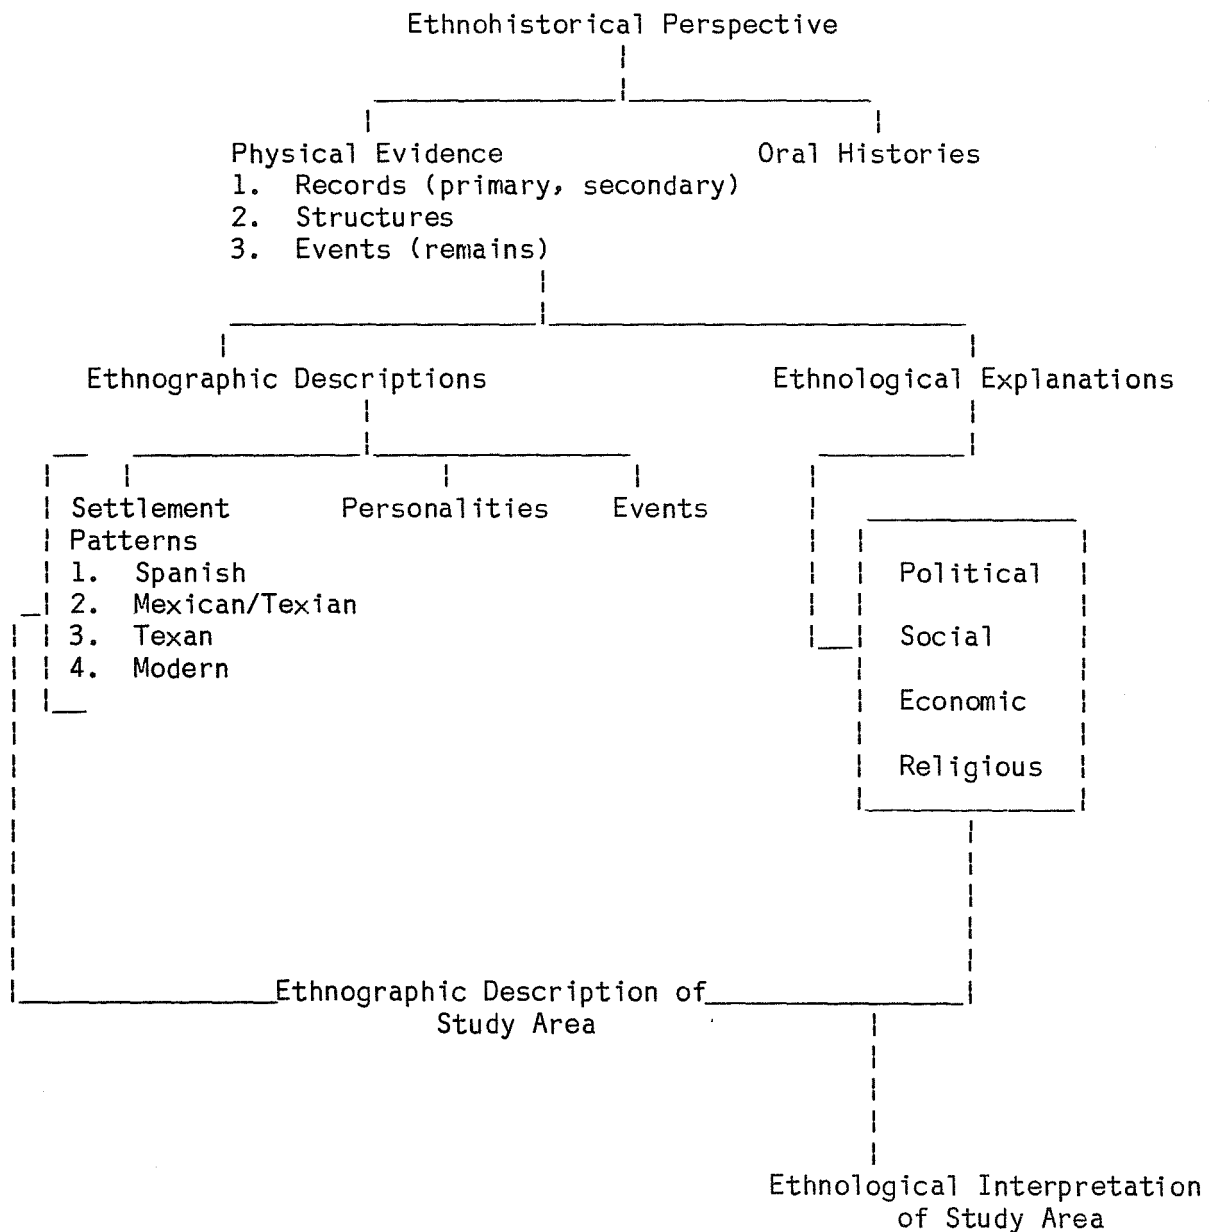 Ethnohistorical Perspective
Physical Evidence
1. Records (primary, secondary)
2. Structures
3. Events (remains)
Oral Histories
Ethnographic Descriptions
Ethnological Explanations
Settlement
Patterns
1. Spanish
2. Mexican/Texian
3. Texan
4. Modern
Personalities
Events
Political
Social
Economic
Religious
Ethnographic Description of
Study Area
Ethnological Interpretation
of Study Area